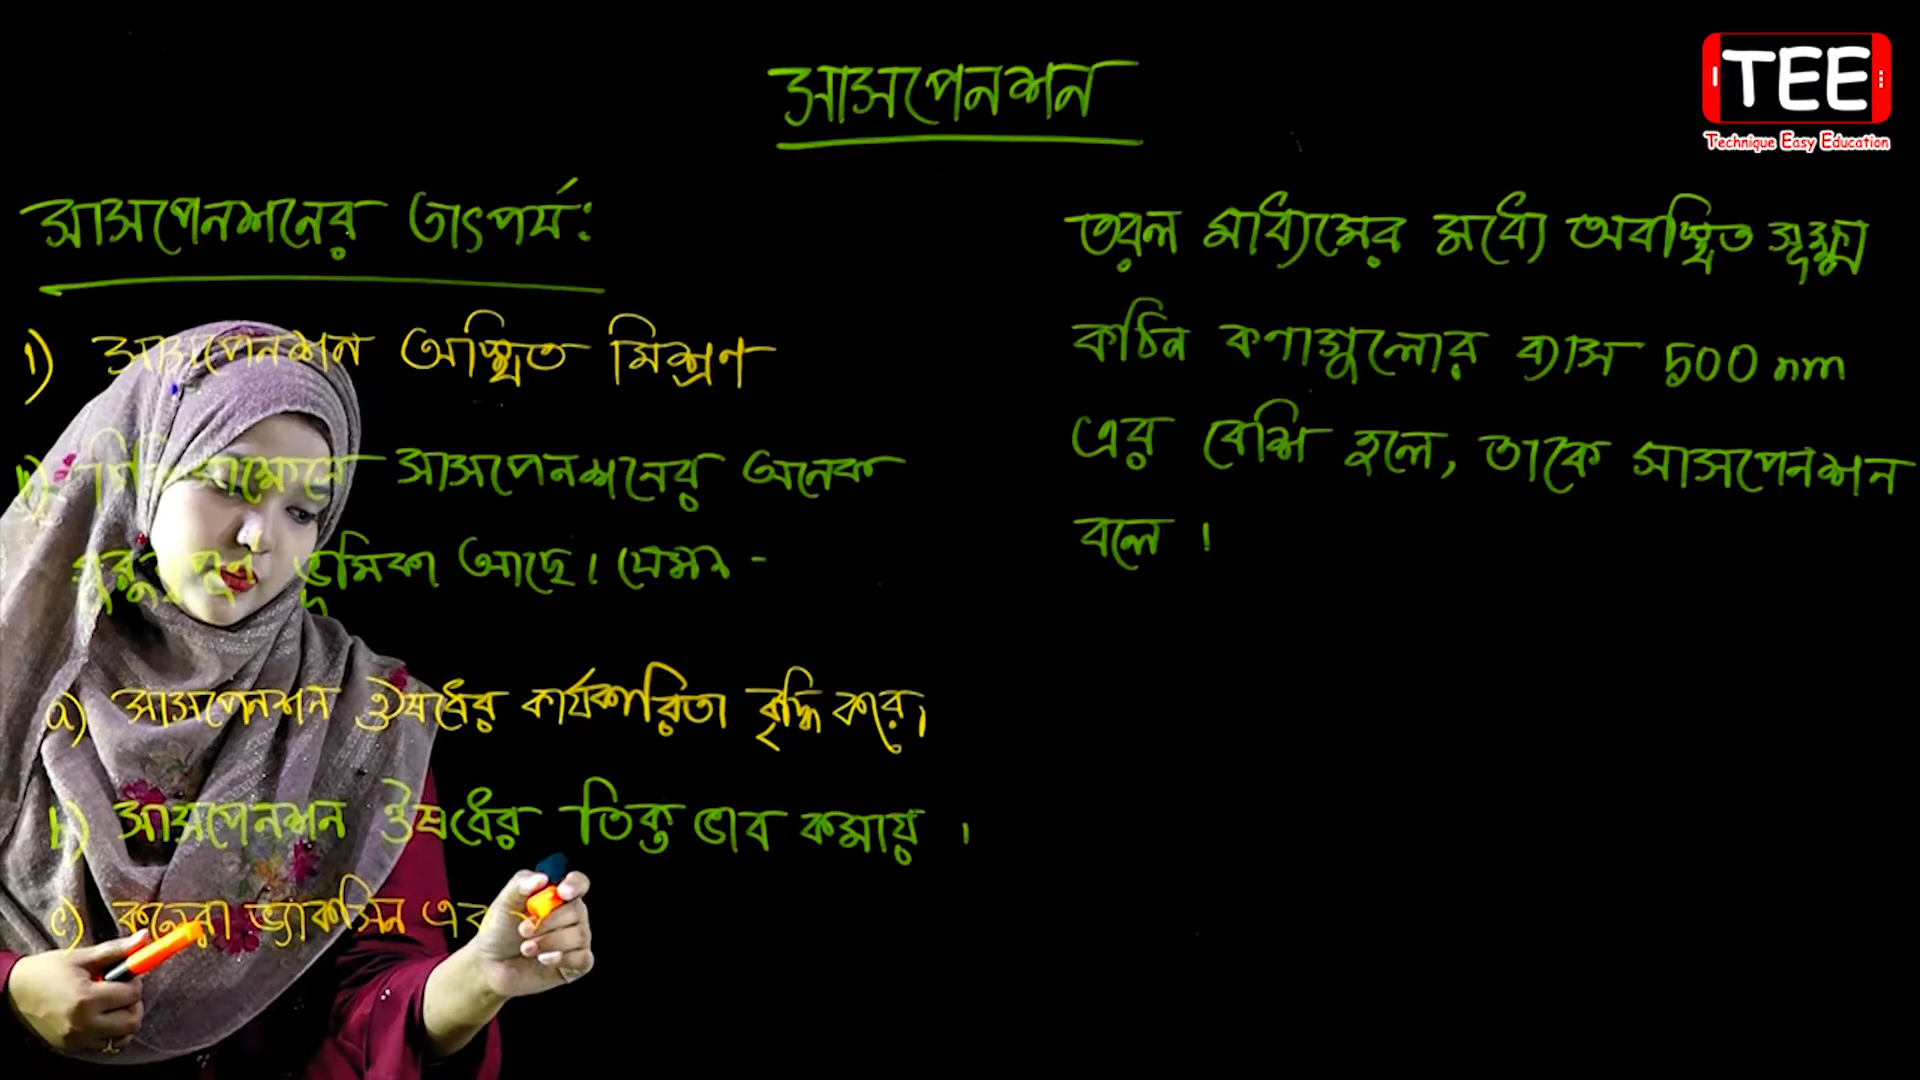 সাসপেনশন
TEE
Technique Easy Education
সাসপেনশনের তাৎপর্য:
1) সাসপেনশন অস্থিত মিশ্রণ
সাসপেনশনের অনেক
গুরুত্বপূর্ণ ভূমিকা আছে। যেমন -
a) সাসপেনশন ঔষধের কার্যকারিতা বৃদ্ধি করে।
b) সাসপেনশন ঔষধের তিক্ত ভাব কমায় ।
c) কলেরা ভ্যাকসিন এক
তরল মাধ্যমের মধ্যে অবস্থিত সূক্ষ্ম
কঠিন কণাগুলোর ব্যাস 500 nm
এর বেশি হলে, তাকে সাসপেনশন
বলে ।